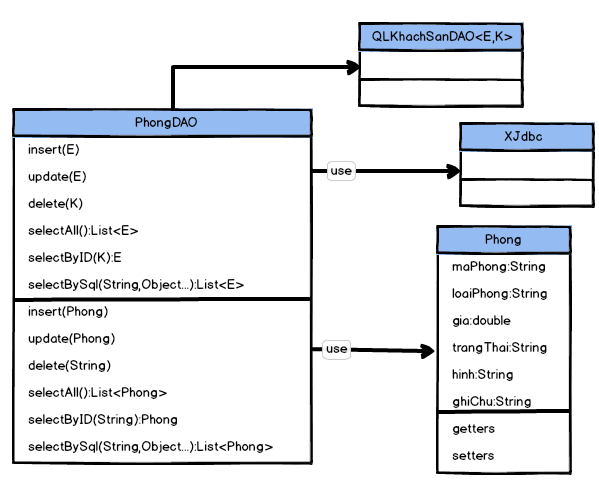 QLKhachSanDAO<E,K>
PhongDAO
insert(E)
update(E)
delete(K)
selectAll():List<E>
selectByID(K):E
selectBySql(String,Object...):List<E>
insert(Phong)
update(Phong)
delete(String)
selectAll():List<Phong>
selectByID(String):Phong
selectBySql(String,Object...):List<Phong>
use
XJdbc
use
Phong
maPhong:String
loaiPhong:String
gia:double
trangThai:String
hinh:String
ghiChu:String
getters
setters